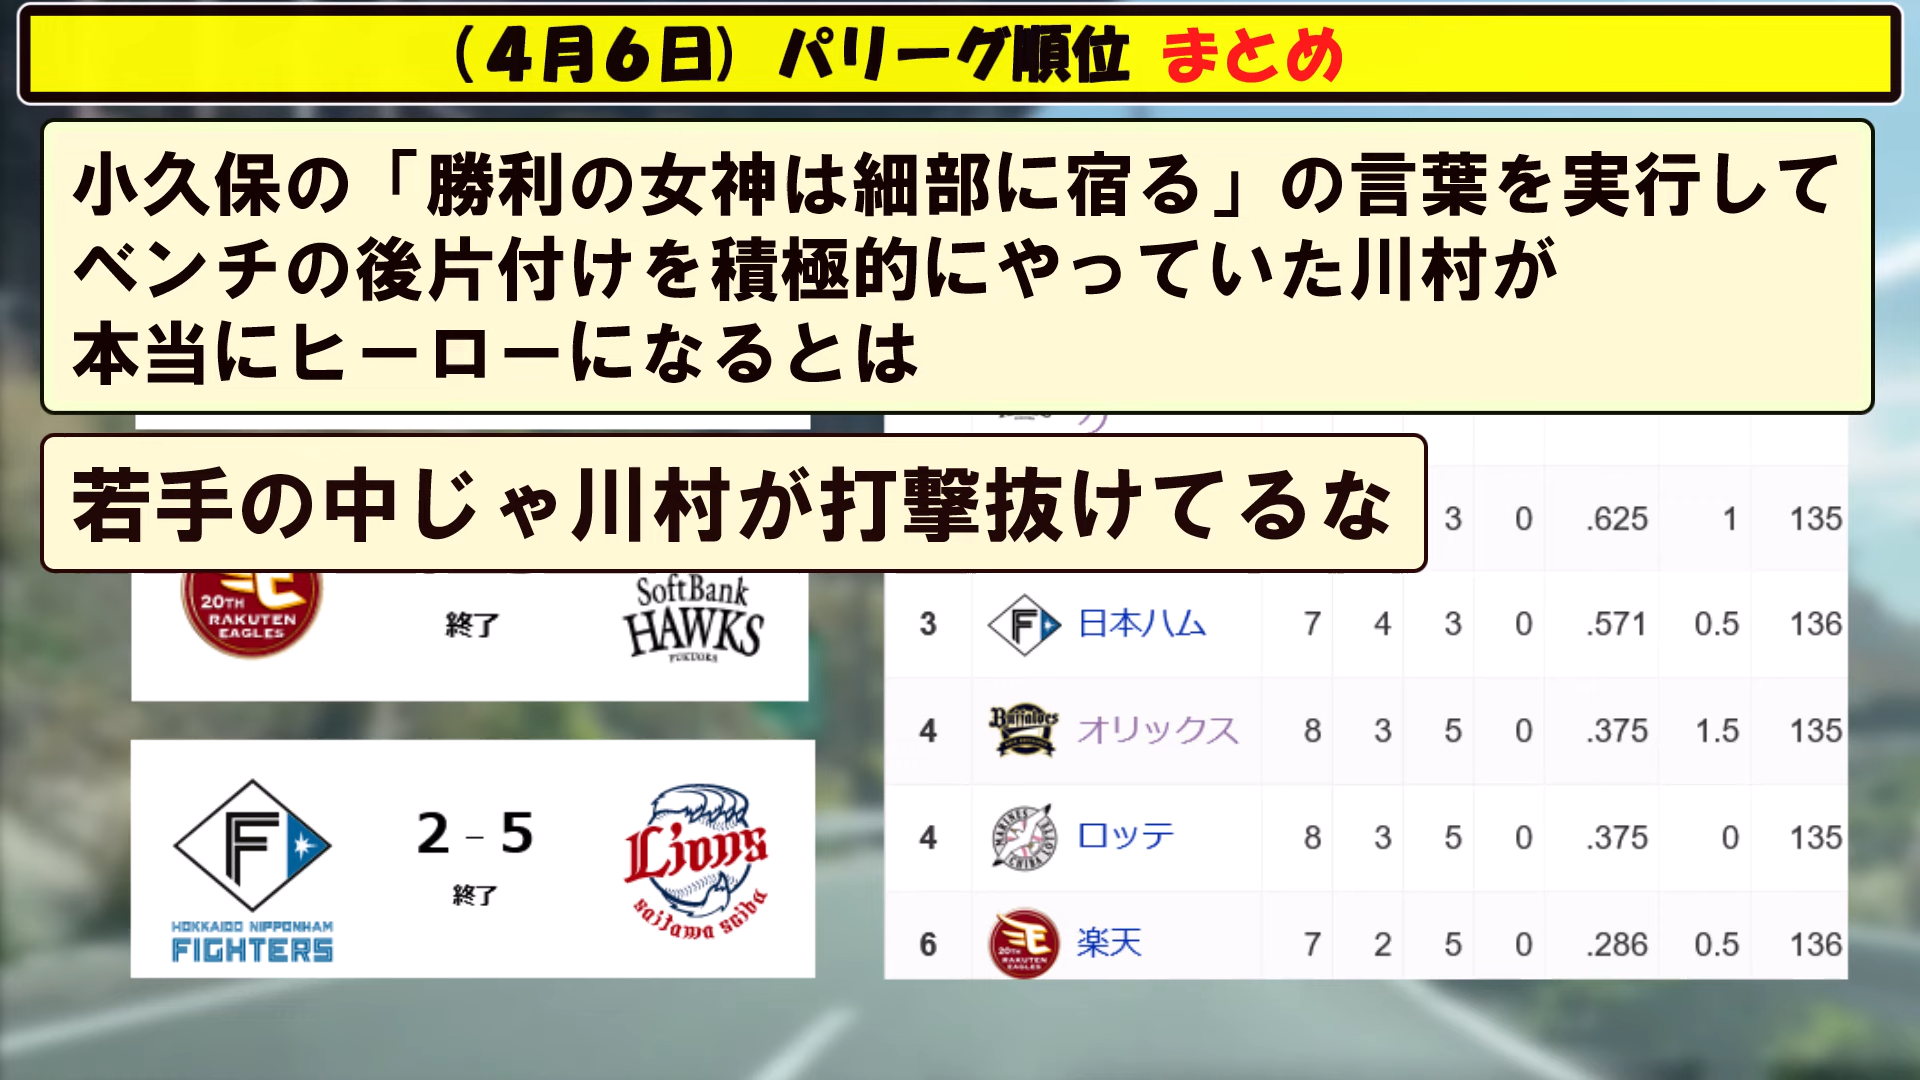 （4月6日）パリーグ順位 まとめ
小久保の「勝利の女神は細部に宿る」の言葉を実行して
ベンチの後片付けを積極的にやっていた川村が
本当にヒーローになるとは
若手の中じゃ川村が打撃抜けてるな
3 0 .625 1 135
20TH
RAKUTEN
EAGLES
終了
SoftBank
HAWKS
FUKUOKA
3 F 日本ハム 7 4 3 0 .571 0.5 136
4 Buffaloes オリックス 8 3 5 0 .375 1.5 135
4 MARINES CHIBA LOTTE ロッテ 8 3 5 0 .375 0 135
6 20TH RAKUTEN EAGLES 楽天 7 2 5 0 .286 0.5 136
F
HOKKAIDO NIPPONHAM
FIGHTERS
2 - 5
終了
Lions
saitama seibu